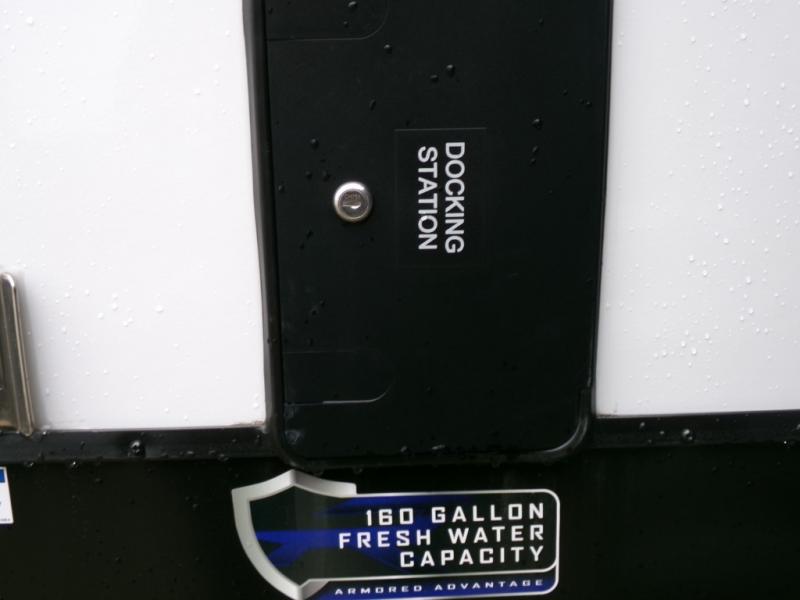 DOCKING
STATION
160 GALLON
FRESH WATER
CAPACITY
ARMORED ADVANTAGE